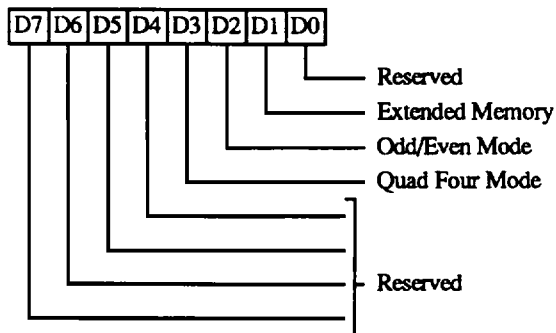 D7 D6 D5 D4 D3 D2 D1 D0
Reserved
Extended Memory
Odd/Even Mode
Quad Four Mode
Reserved